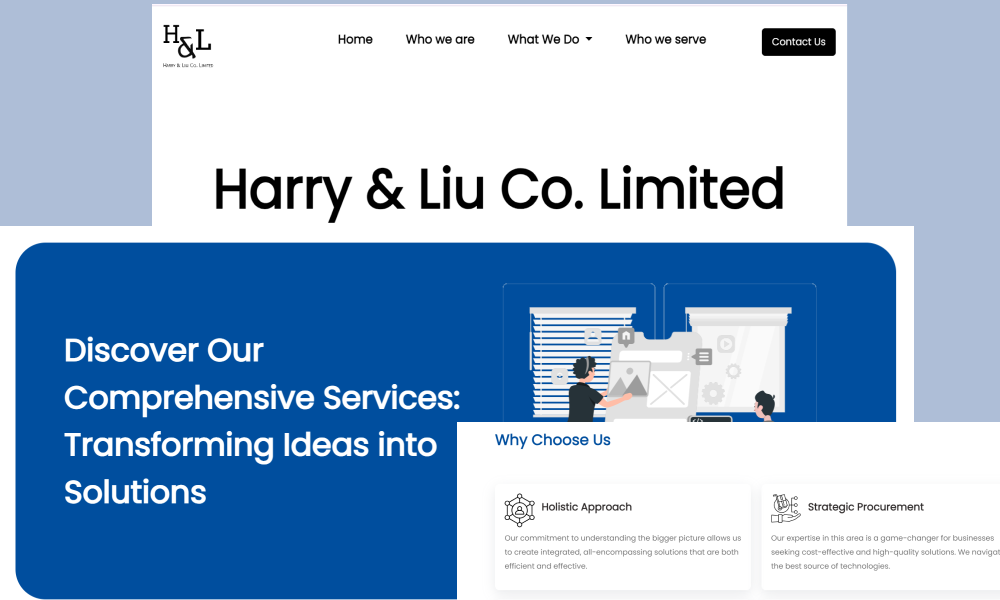 H&L
Harry & Liu Co. Limited
Home
Who we are
What We Do
Who we serve
Contact Us
Harry & Liu Co. Limited
Discover Our
Comprehensive Services:
Transforming Ideas into
Solutions
Why Choose Us
Holistic Approach
Our commitment to understanding the bigger picture allows us
to create integrated, all-encompassing solutions that are both
efficient and effective.
Strategic Procurement
Our expertise in this area is a game-changer for businesses
seeking cost-effective and high-quality solutions. We navigat
the best source of technologies.